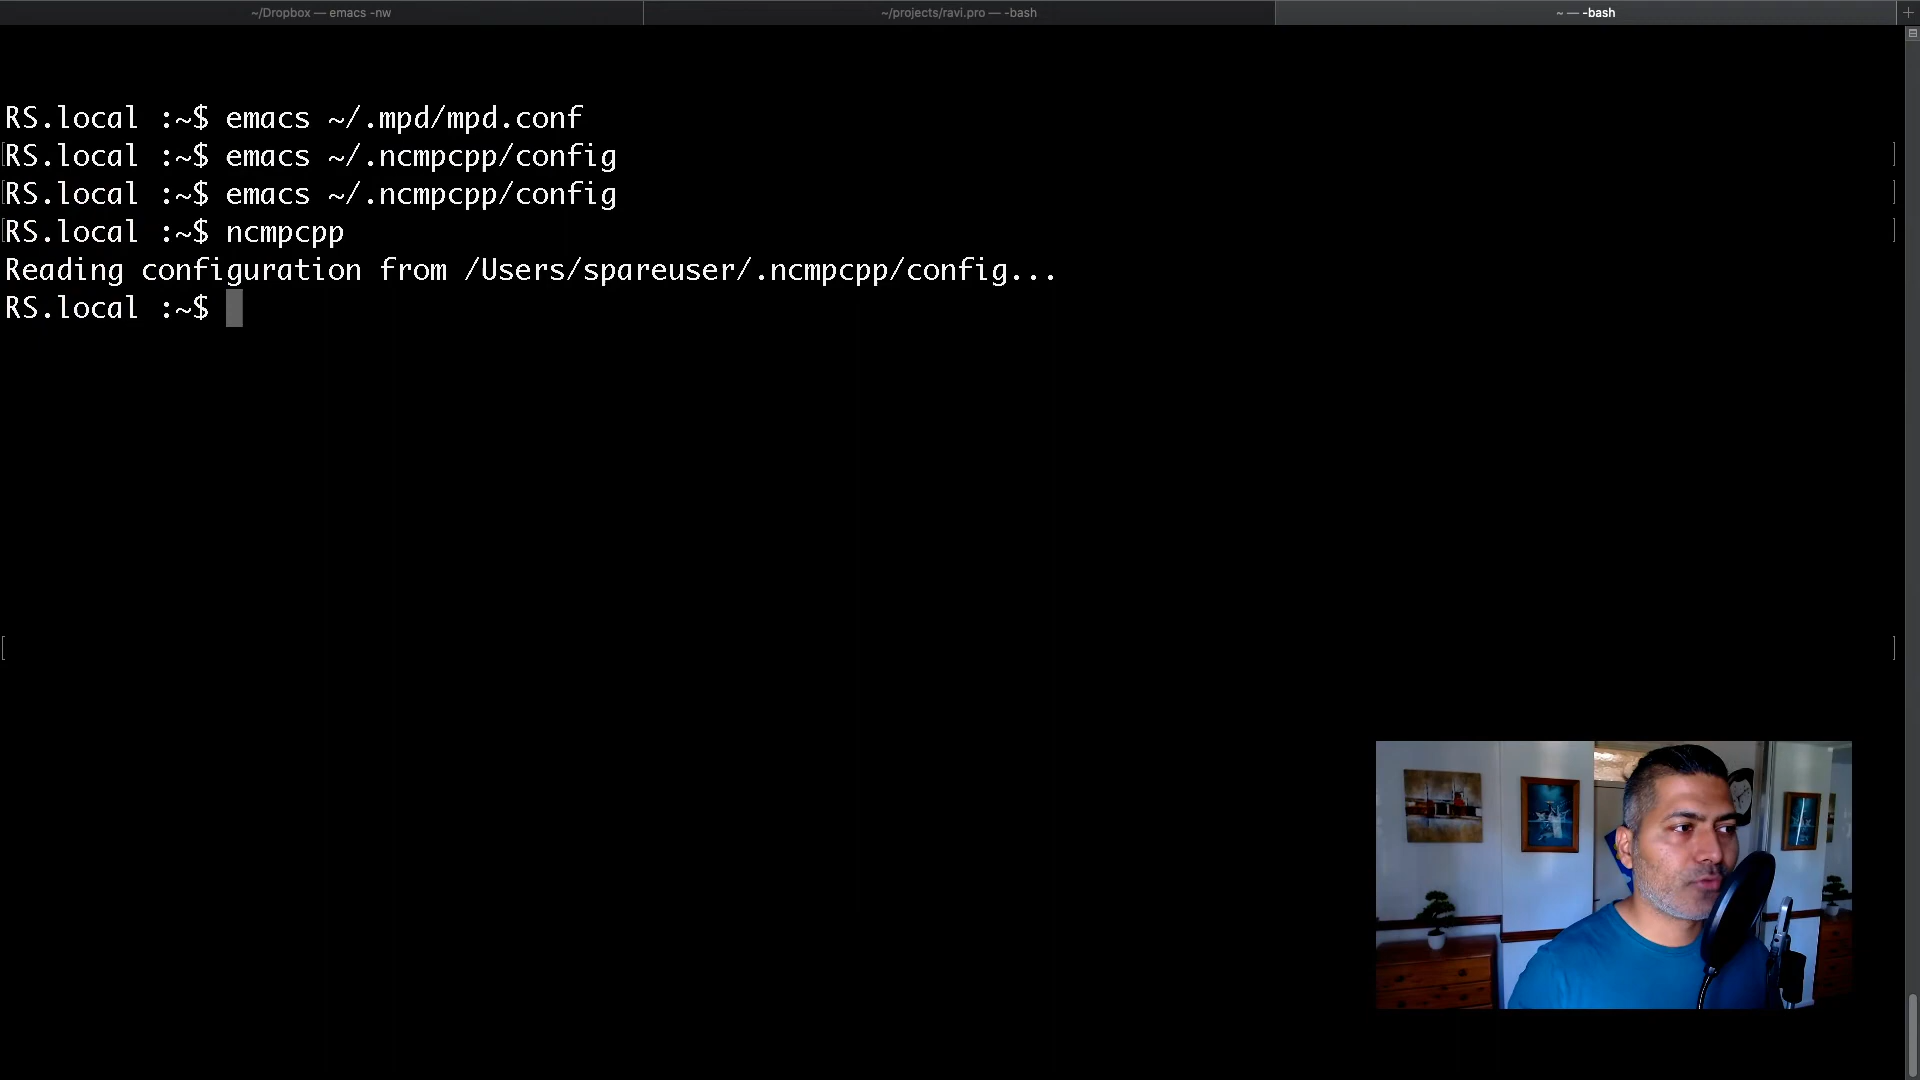 ~/Dropbox — emacs -nw
~/projects/ravi.pro — -bash
~ — -bash
RS.local :~$ emacs ~/.mpd/mpd.conf
RS.local :~$ emacs ~/.ncmpcpp/config
RS.local :~$ emacs ~/.ncmpcpp/config
RS.local :~$ ncmpcpp
Reading configuration from /Users/spareuser/.ncmpcpp/config...
RS.local :~$